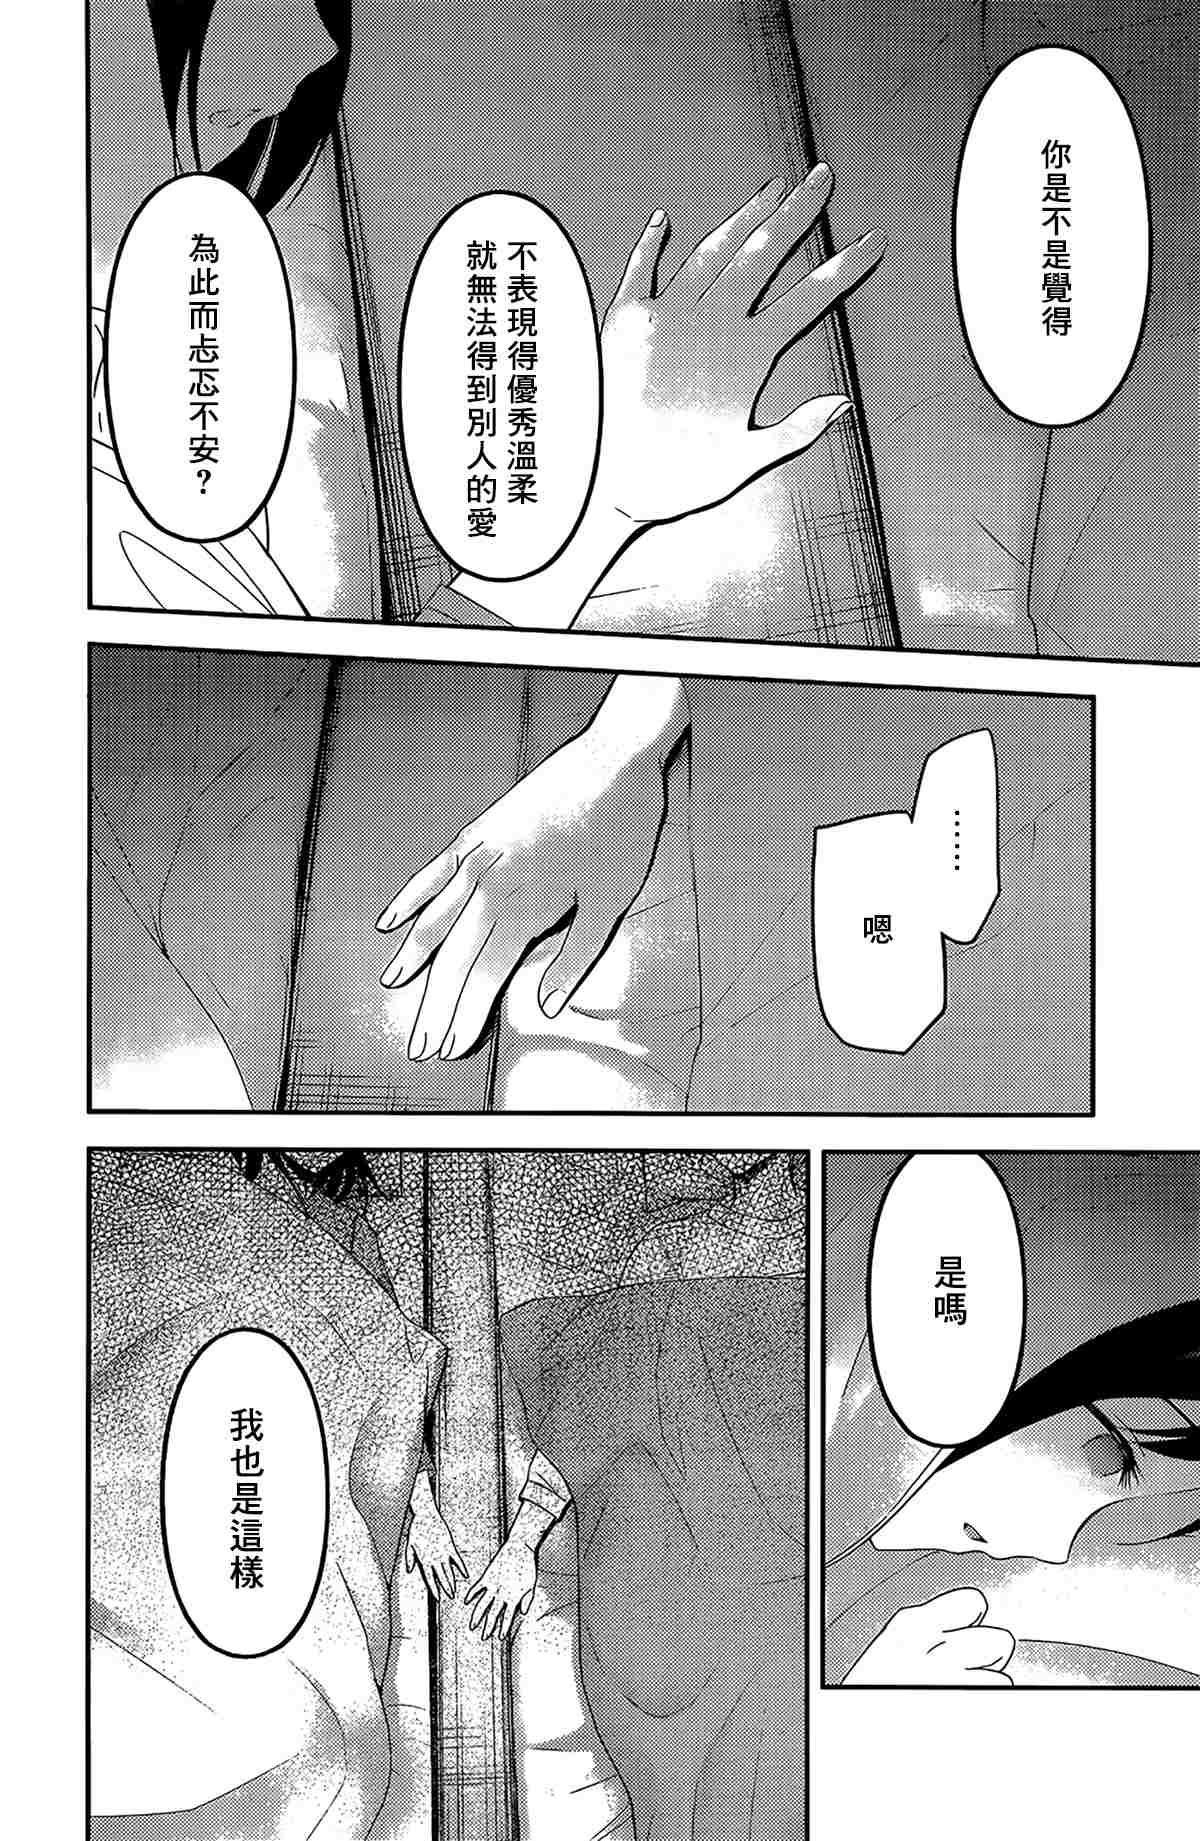 你是不是覺得
不表現得優秀溫柔
就無法得到別人的愛
為此而忐忑不安?
……
嗯
是嗎
我也是這樣